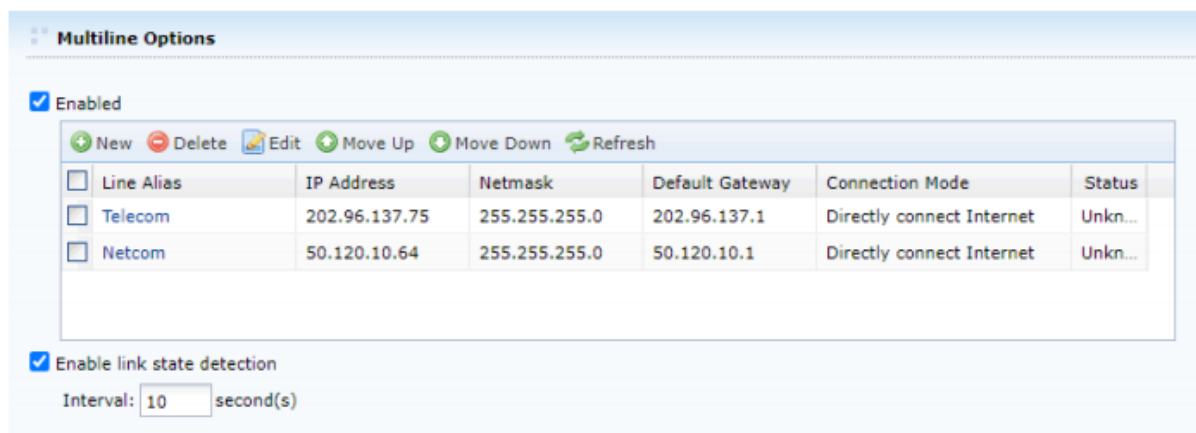 Multiline Options
Enabled
New Delete Edit Move Up Move Down Refresh
Line Alias IP Address Netmask Default Gateway Connection Mode Status
Telecom 202.96.137.75 255.255.255.0 202.96.137.1 Directly connect Internet Unkn...
Netcom 50.120.10.64 255.255.255.0 50.120.10.1 Directly connect Internet Unkn...
Enable link state detection
Interval: 10 second(s)